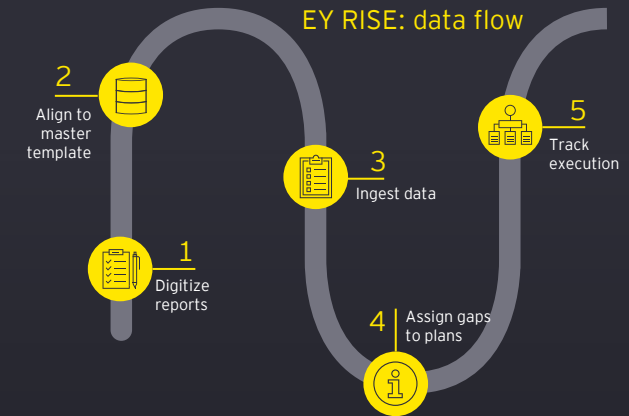 EY RISE: data flow
1
Digitize
reports
2
Align to
master
template
3
Ingest data
4
Assign gaps
to plans
5
Track
execution